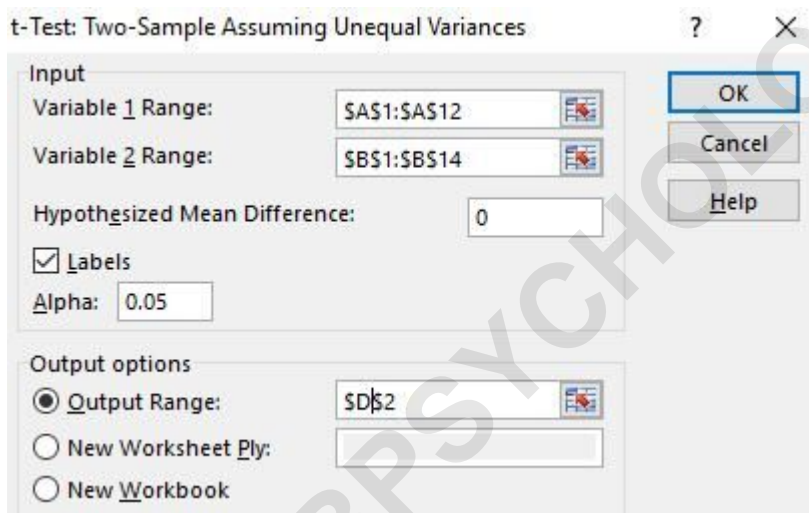 t-Test: Two-Sample Assuming Unequal Variances ? ×
Input
Variable 1 Range: $A$1:$A$12
Variable 2 Range: $B$1:$B$14
Hypothesized Mean Difference: 0
Labels
Alpha: 0.05
OK
Cancel
Help
Output options
Output Range: $D$2
New Worksheet Ply:
New Workbook
PSYCHOLO